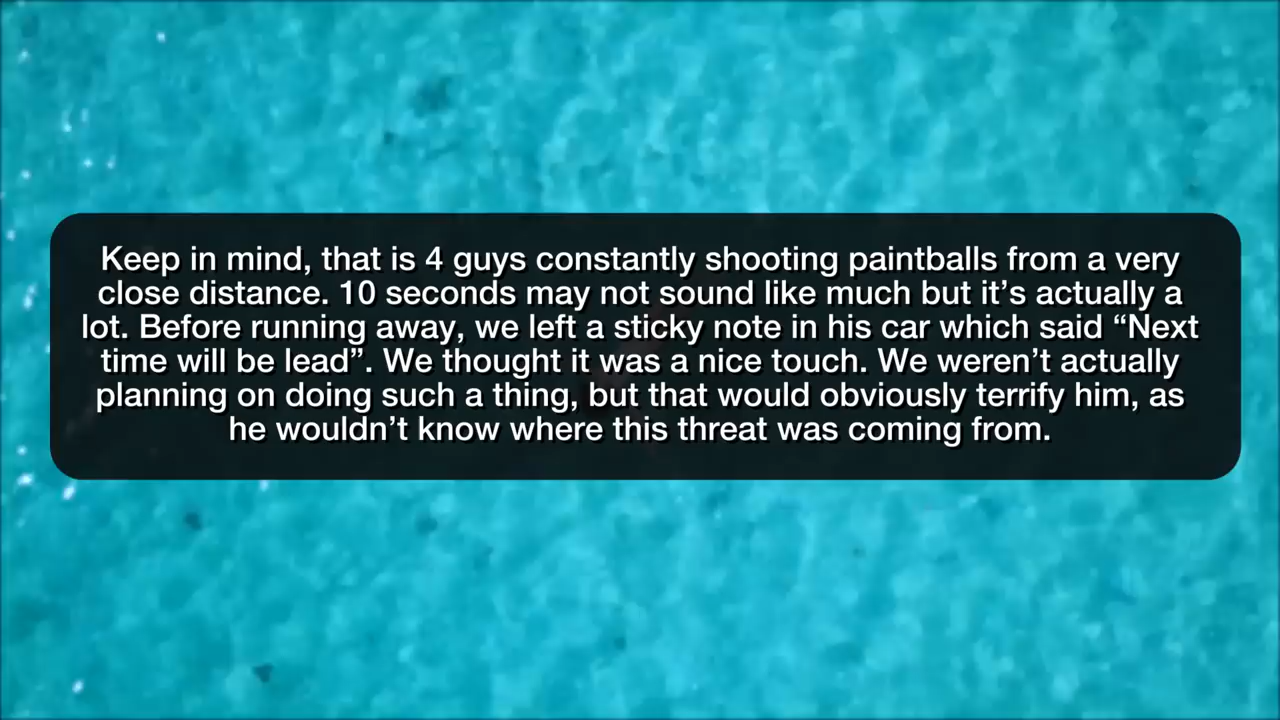 Keep in mind, that is 4 guys constantly shooting paintballs from a very
close distance. 10 seconds may not sound like much but it’s actually a
lot. Before running away, we left a sticky note in his car which said “Next
time will be lead”. We thought it was a nice touch. We weren’t actually
planning on doing such a thing, but that would obviously terrify him, as
he wouldn’t know where this threat was coming from.